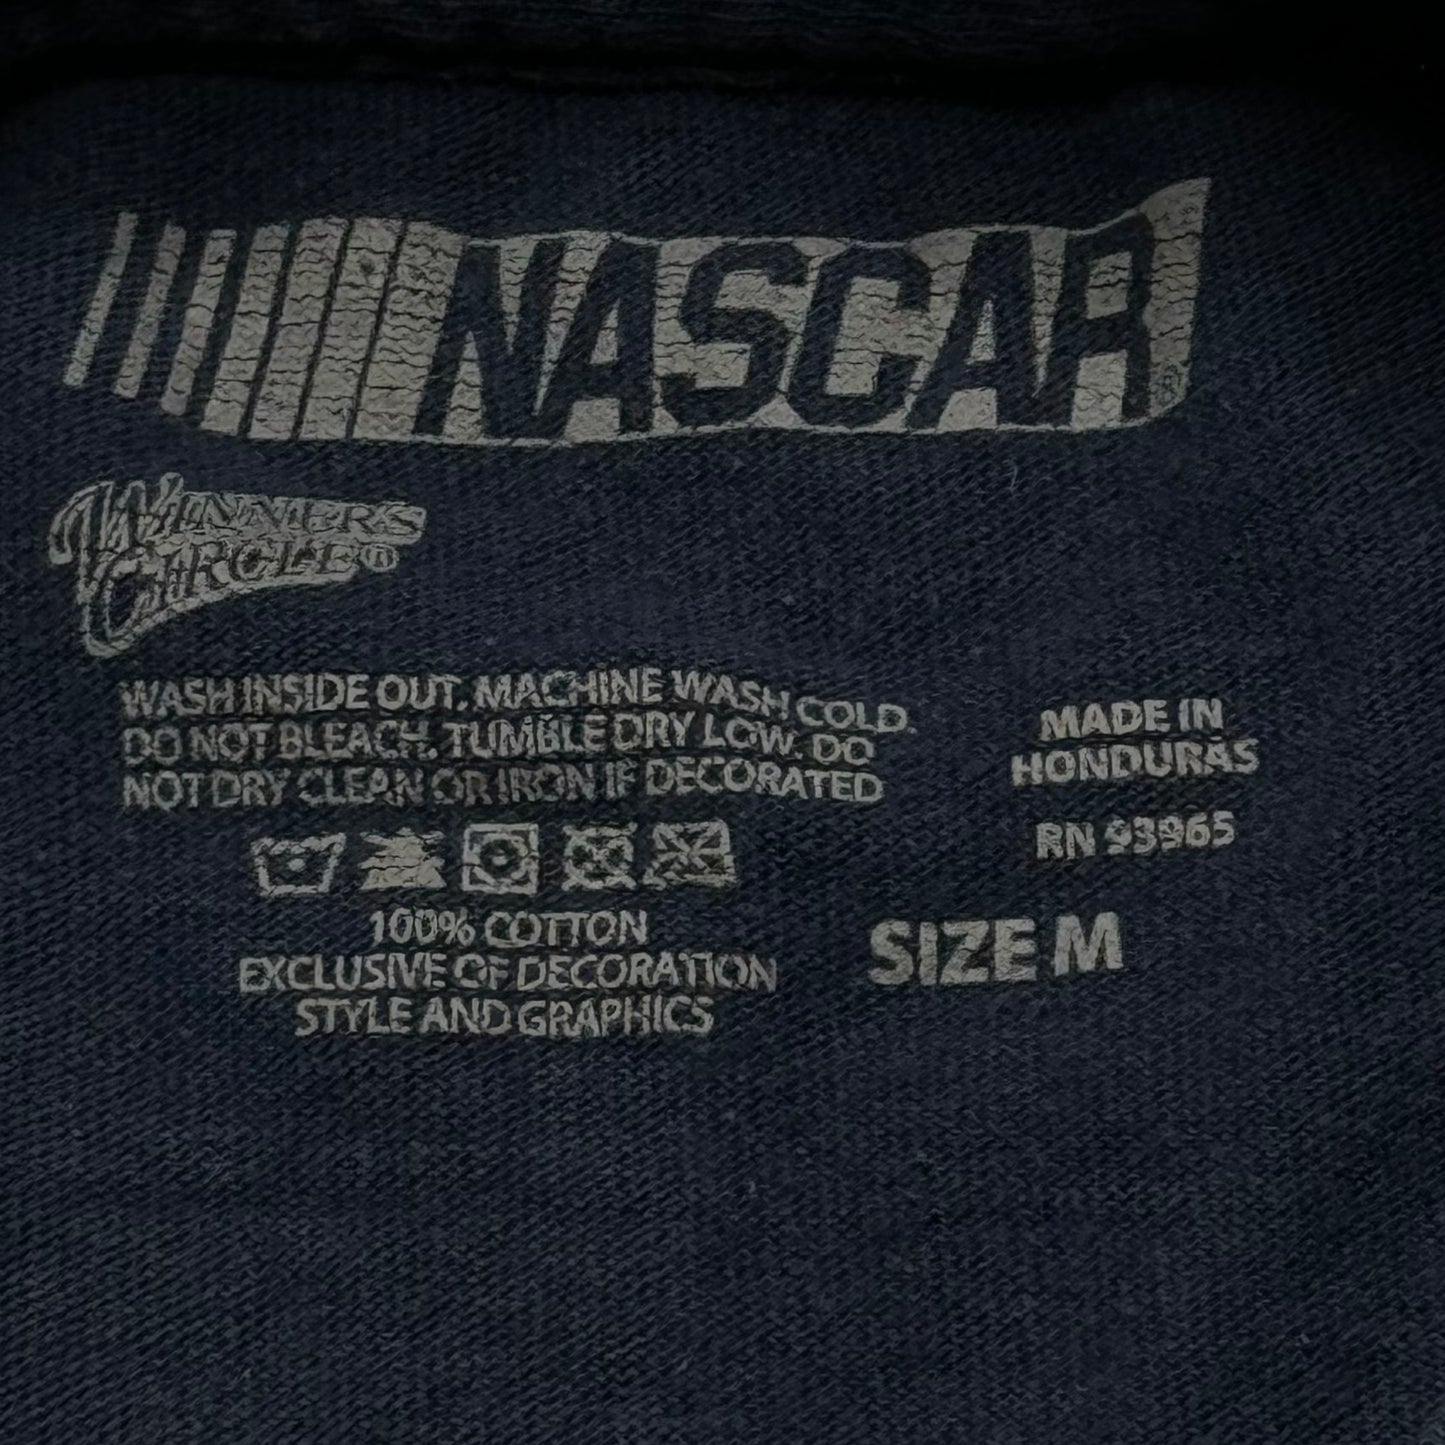 NASCAR®
WINNER'S
CIRCLE®
WASH INSIDE OUT. MACHINE WASH COLD.
DO NOT BLEACH. TUMBLE DRY LOW. DO
NOT DRY CLEAN OR IRON IF DECORATED
MADE IN
HONDURAS
RN 93965
100% COTTON
EXCLUSIVE OF DECORATION
STYLE AND GRAPHICS
SIZE M